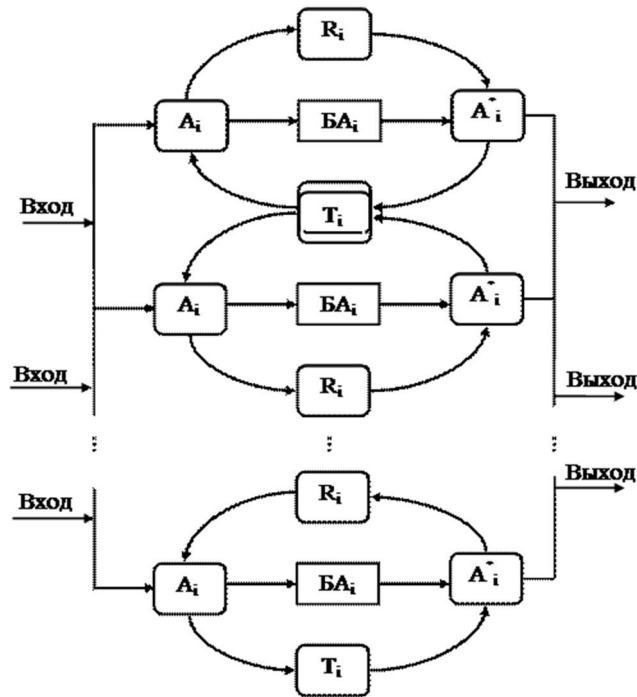 Rᵢ
Aᵢ БAᵢ A*ᵢ
Вход Tᵢ Выход
Aᵢ БAᵢ A*ᵢ
Вход Rᵢ Выход
... ... ...
Вход Rᵢ Выход
Aᵢ БAᵢ A*ᵢ
Tᵢ